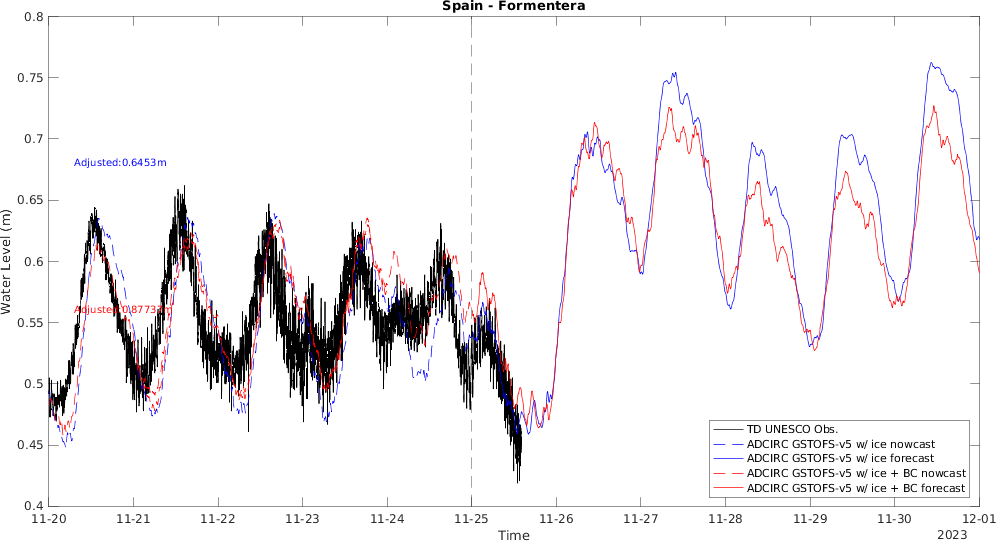 Spain - Formentera
Water Level (m)
0.8
0.75
0.7
0.65
0.6
0.55
0.5
0.45
0.4
Adjusted:0.6453m
TD UNESCO Obs.
ADCIRC GSTOFS-v5 w/ ice nowcast
ADCIRC GSTOFS-v5 w/ ice forecast
ADCIRC GSTOFS-v5 w/ ice + BC nowcast
ADCIRC GSTOFS-v5 w/ ice + BC forecast
11-20 11-21 11-22 11-23 11-24 11-25 11-26 11-27 11-28 11-29 11-30 12-01
Time
2023